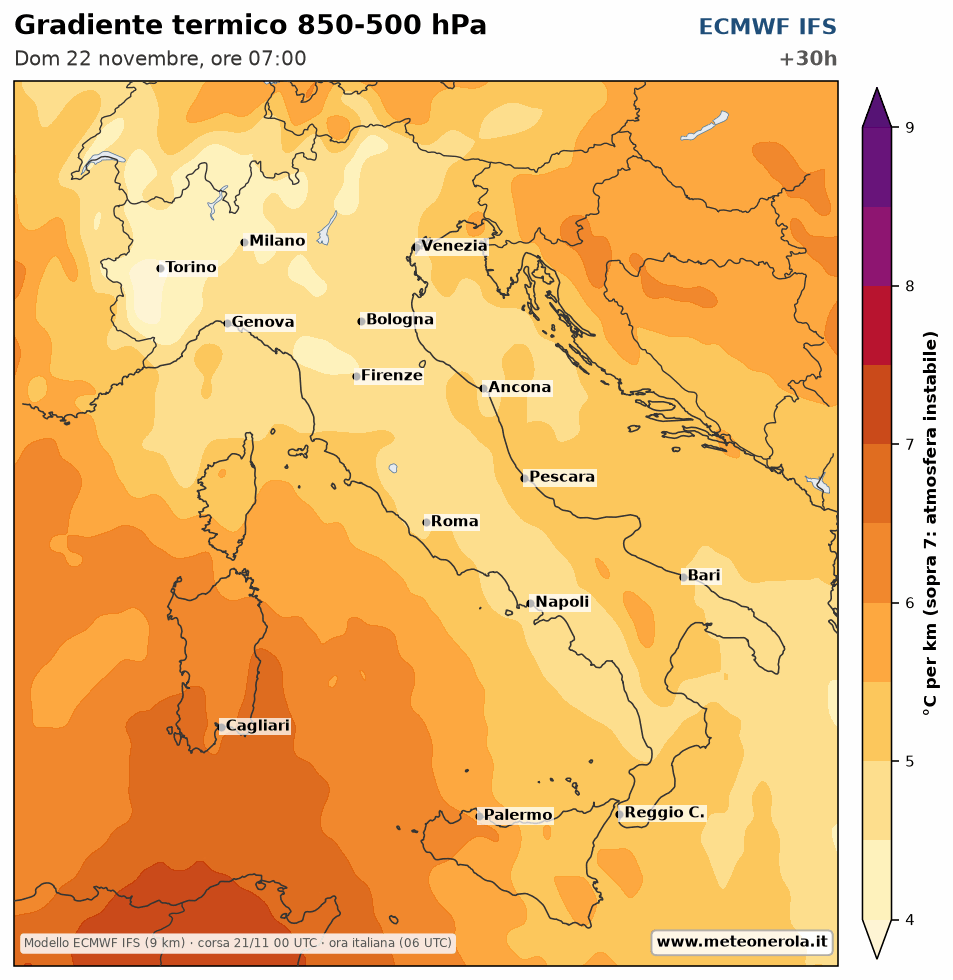 Gradiente termico 850-500 hPa
ECMWF IFS
Dom 22 novembre, ore 07:00
+30h
Milano
Venezia
Torino
Genova
Bologna
Firenze
Ancona
Pescara
Roma
Bari
Napoli
Cagliari
Palermo
Reggio C.
9
8
7
6
5
4
°C per km (sopra 7: atmosfera instabile)
Modello ECMWF IFS (9 km) · corsa 21/11 00 UTC · ora italiana (06 UTC)
www.meteonerola.it